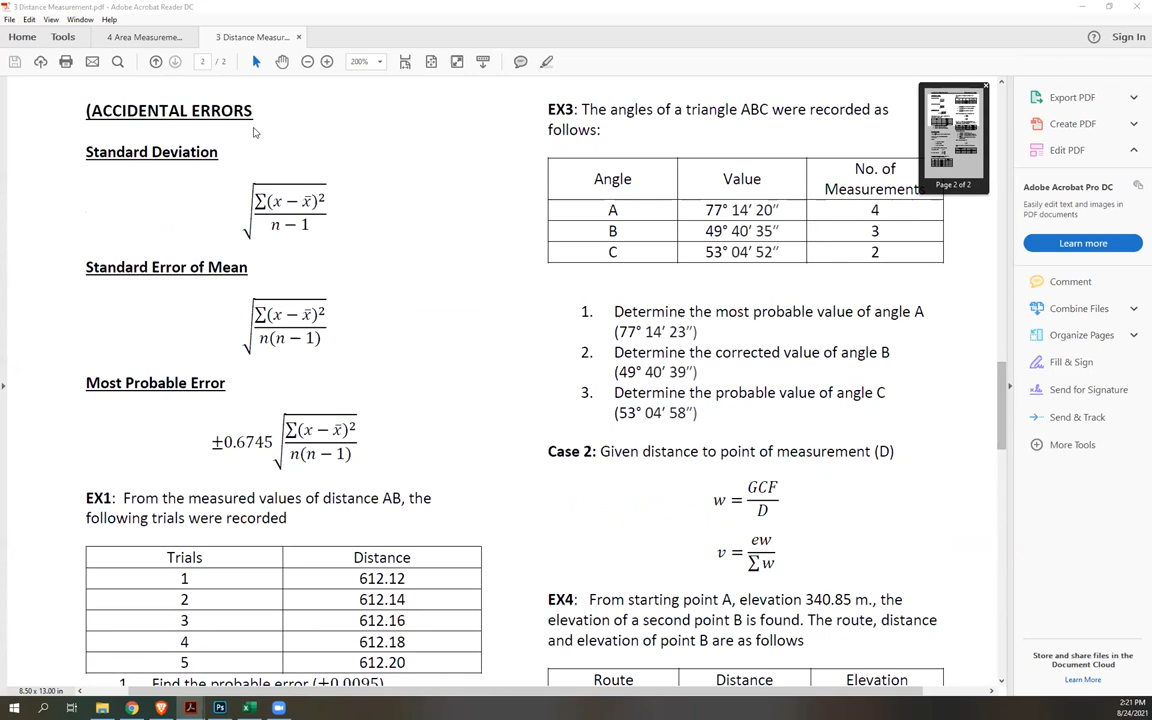 3 Distance Measurement.pdf - Adobe Acrobat Reader DC
File Edit View Window Help
Home Tools 4 Area Measureme... 3 Distance Measur... × Sign In
2 / 2 200%
(ACCIDENTAL ERRORS
Standard Deviation
√(∑(x − x̄)² / (n − 1))
Standard Error of Mean
√(∑(x − x̄)² / (n(n − 1)))
Most Probable Error
±0.6745 √(∑(x − x̄)² / (n(n − 1)))
EX1: From the measured values of distance AB, the
following trials were recorded
Trials Distance
1 612.12
2 612.14
3 612.16
4 612.18
5 612.20
1. Find the probable error (±0.0095)
EX3: The angles of a triangle ABC were recorded as
follows:
Angle Value No. of Measurements
A 77° 14’ 20” 4
B 49° 40’ 35” 3
C 53° 04’ 52” 2
1. Determine the most probable value of angle A
(77° 14’ 23”)
2. Determine the corrected value of angle B
(49° 40’ 39”)
3. Determine the probable value of angle C
(53° 04’ 58”)
Case 2: Given distance to point of measurement (D)
w = GCF / D
v = ew / ∑ w
EX4: From starting point A, elevation 340.85 m., the
elevation of a second point B is found. The route, distance
and elevation of point B are as follows
Route Distance Elevation
Page 2 of 2
Export PDF
Create PDF
Edit PDF
Adobe Acrobat Pro DC
Easily edit text and images in
PDF documents
Learn more
Comment
Combine Files
Organize Pages
Fill & Sign
Send for Signature
Send & Track
More Tools
Store and share files in the
Document Cloud
Learn More
8.50 x 13.00 in
2:21 PM
8/24/2021